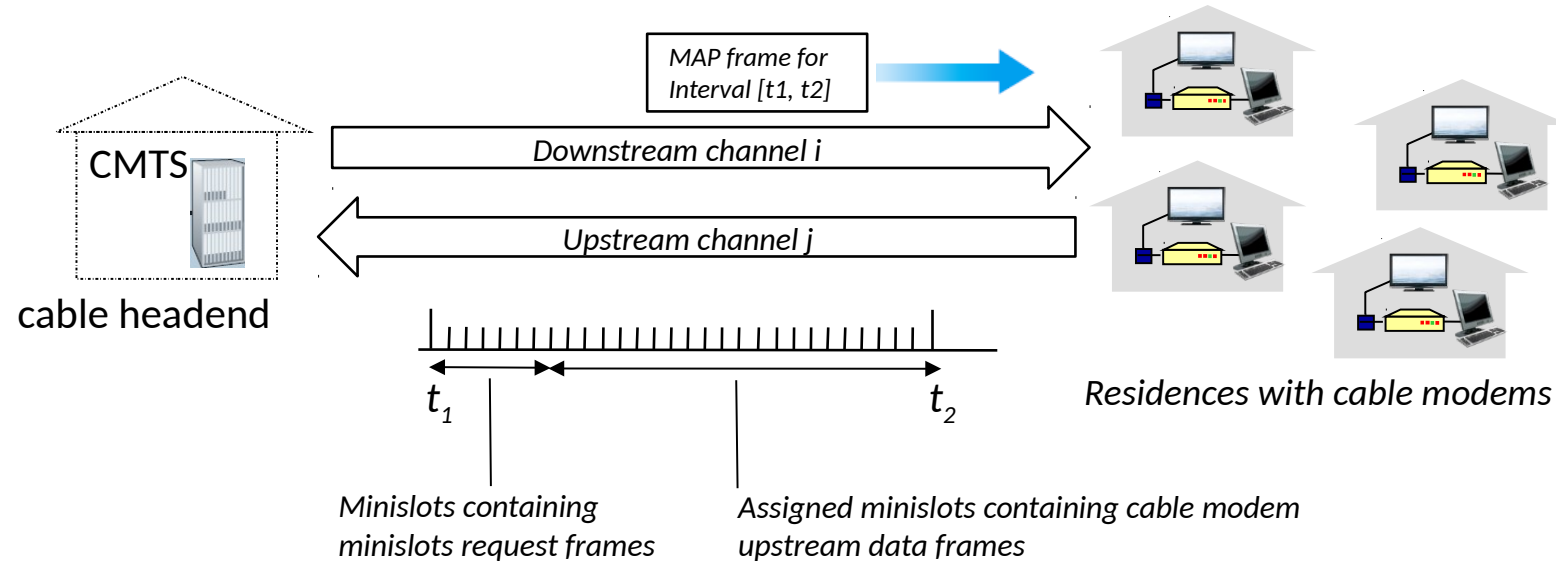 MAP frame for
Interval [t1, t2]
CMTS
Downstream channel i
Upstream channel j
cable headend
t1
t2
Residences with cable modems
Minislots containing
minislots request frames
Assigned minislots containing cable modem
upstream data frames